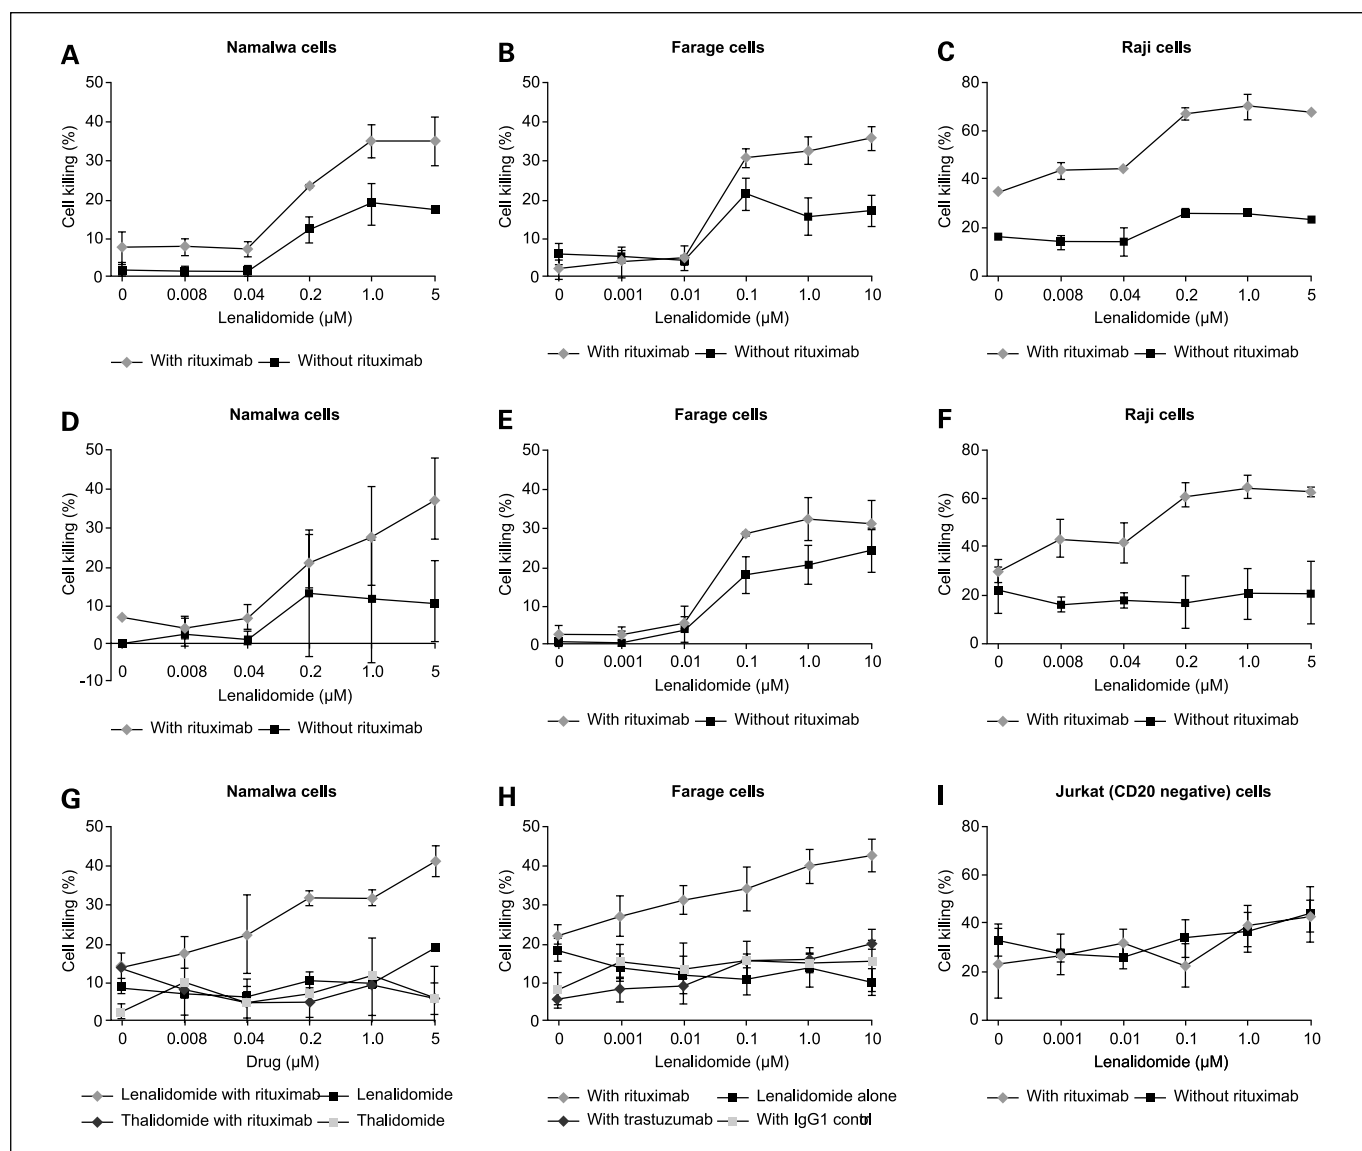 A
Namalwa cells
50
40
30
20
10
0
Cell killing (%)
0 0.008 0.04 0.2 1.0 5
Lenalidomide (µM)
With rituximab Without rituximab
B
Farage cells
50
40
30
20
10
0
Cell killing (%)
0 0.001 0.01 0.1 1.0 10
Lenalidomide (µM)
With rituximab Without rituximab
C
Raji cells
80
60
40
20
0
Cell killing (%)
0 0.008 0.04 0.2 1.0 5
Lenalidomide (µM)
With rituximab Without rituximab
D
Namalwa cells
50
40
30
20
10
0
-10
Cell killing (%)
0 0.008 0.04 0.2 1.0 5
Lenalidomide (µM)
With rituximab Without rituximab
E
Farage cells
50
40
30
20
10
0
Cell killing (%)
0 0.001 0.01 0.1 1.0 10
Lenalidomide (µM)
With rituximab Without rituximab
F
Raji cells
80
60
40
20
0
Cell killing (%)
0 0.008 0.04 0.2 1.0 5
Lenalidomide (µM)
With rituximab Without rituximab
G
Namalwa cells
50
40
30
20
10
0
Cell killing (%)
0 0.008 0.04 0.2 1.0 5
Drug (µM)
Lenalidomide with rituximab Lenalidomide
Thalidomide with rituximab Thalidomide
H
Farage cells
50
40
30
20
10
0
Cell killing (%)
0 0.001 0.01 0.1 1.0 10
Lenalidomide (µM)
With rituximab Lenalidomide alone
With trastuzumab With IgG1 control
I
Jurkat (CD20 negative) cells
80
60
40
20
0
Cell killing (%)
0 0.001 0.01 0.1 1.0 10
Lenalidomide (µM)
With rituximab Without rituximab